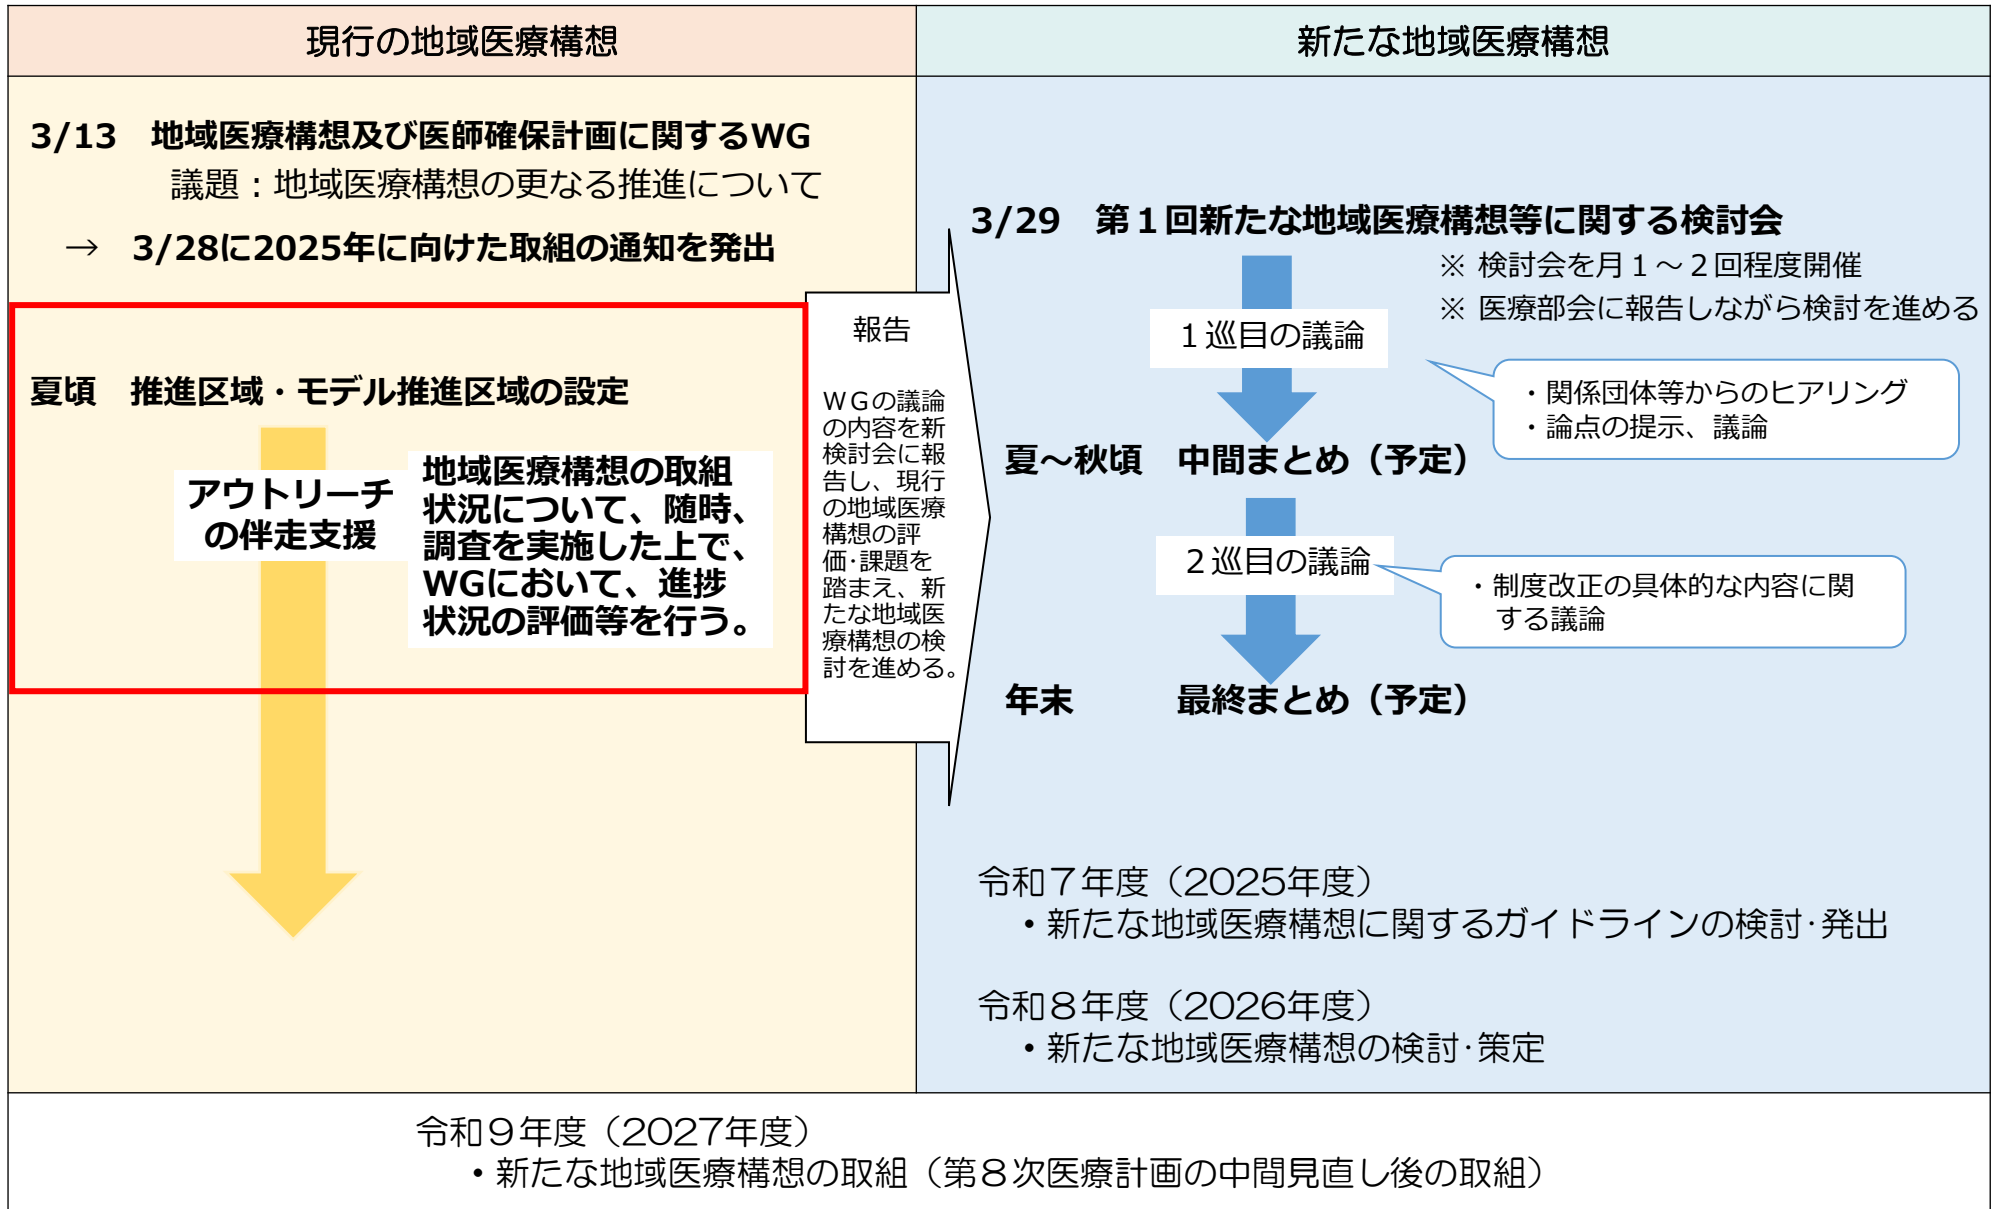 現行の地域医療構想
新たな地域医療構想
3/13　地域医療構想及び医師確保計画に関するWG
議題：地域医療構想の更なる推進について
→　3/28に2025年に向けた取組の通知を発出
夏頃　推進区域・モデル推進区域の設定
アウトリーチ
の伴走支援
地域医療構想の取組
状況について、随時、
調査を実施した上で、
WGにおいて、進捗
状況の評価等を行う。
報告
ＷＧの議論
の内容を新
検討会に報
告し、現行
の地域医療
構想の評
価･課題を
踏まえ、新
たな地域医
療構想の検
討を進める。
3/29　第１回新たな地域医療構想等に関する検討会
※ 検討会を月１～２回程度開催
※ 医療部会に報告しながら検討を進める
１巡目の議論
・関係団体等からのヒアリング
・論点の提示、議論
夏～秋頃　中間まとめ（予定）
２巡目の議論
・制度改正の具体的な内容に関
する議論
年末　　　最終まとめ（予定）
令和７年度（2025年度）
・新たな地域医療構想に関するガイドラインの検討･発出
令和８年度（2026年度）
・新たな地域医療構想の検討･策定
令和９年度（2027年度）
・新たな地域医療構想の取組（第８次医療計画の中間見直し後の取組）